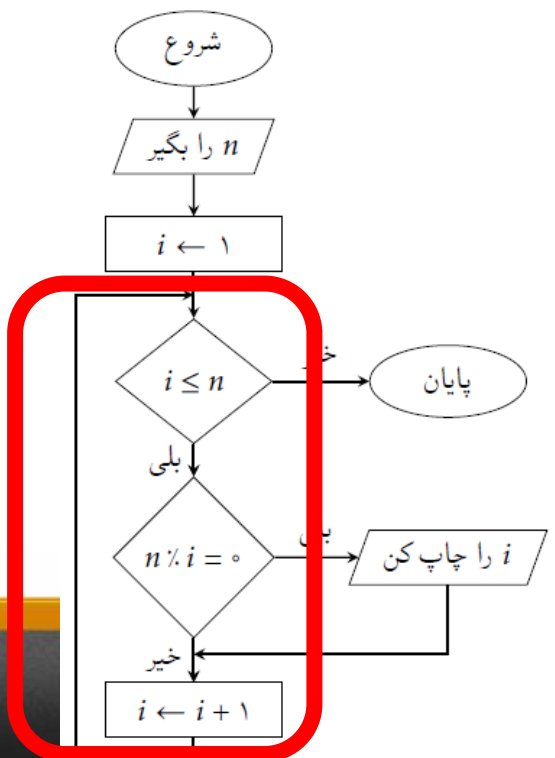 شروع
n را بگیر
i ← ۱
i ≤ n
پایان
بلی
n٪i = ۰
i را چاپ کن
خیر
i ← i + ۱